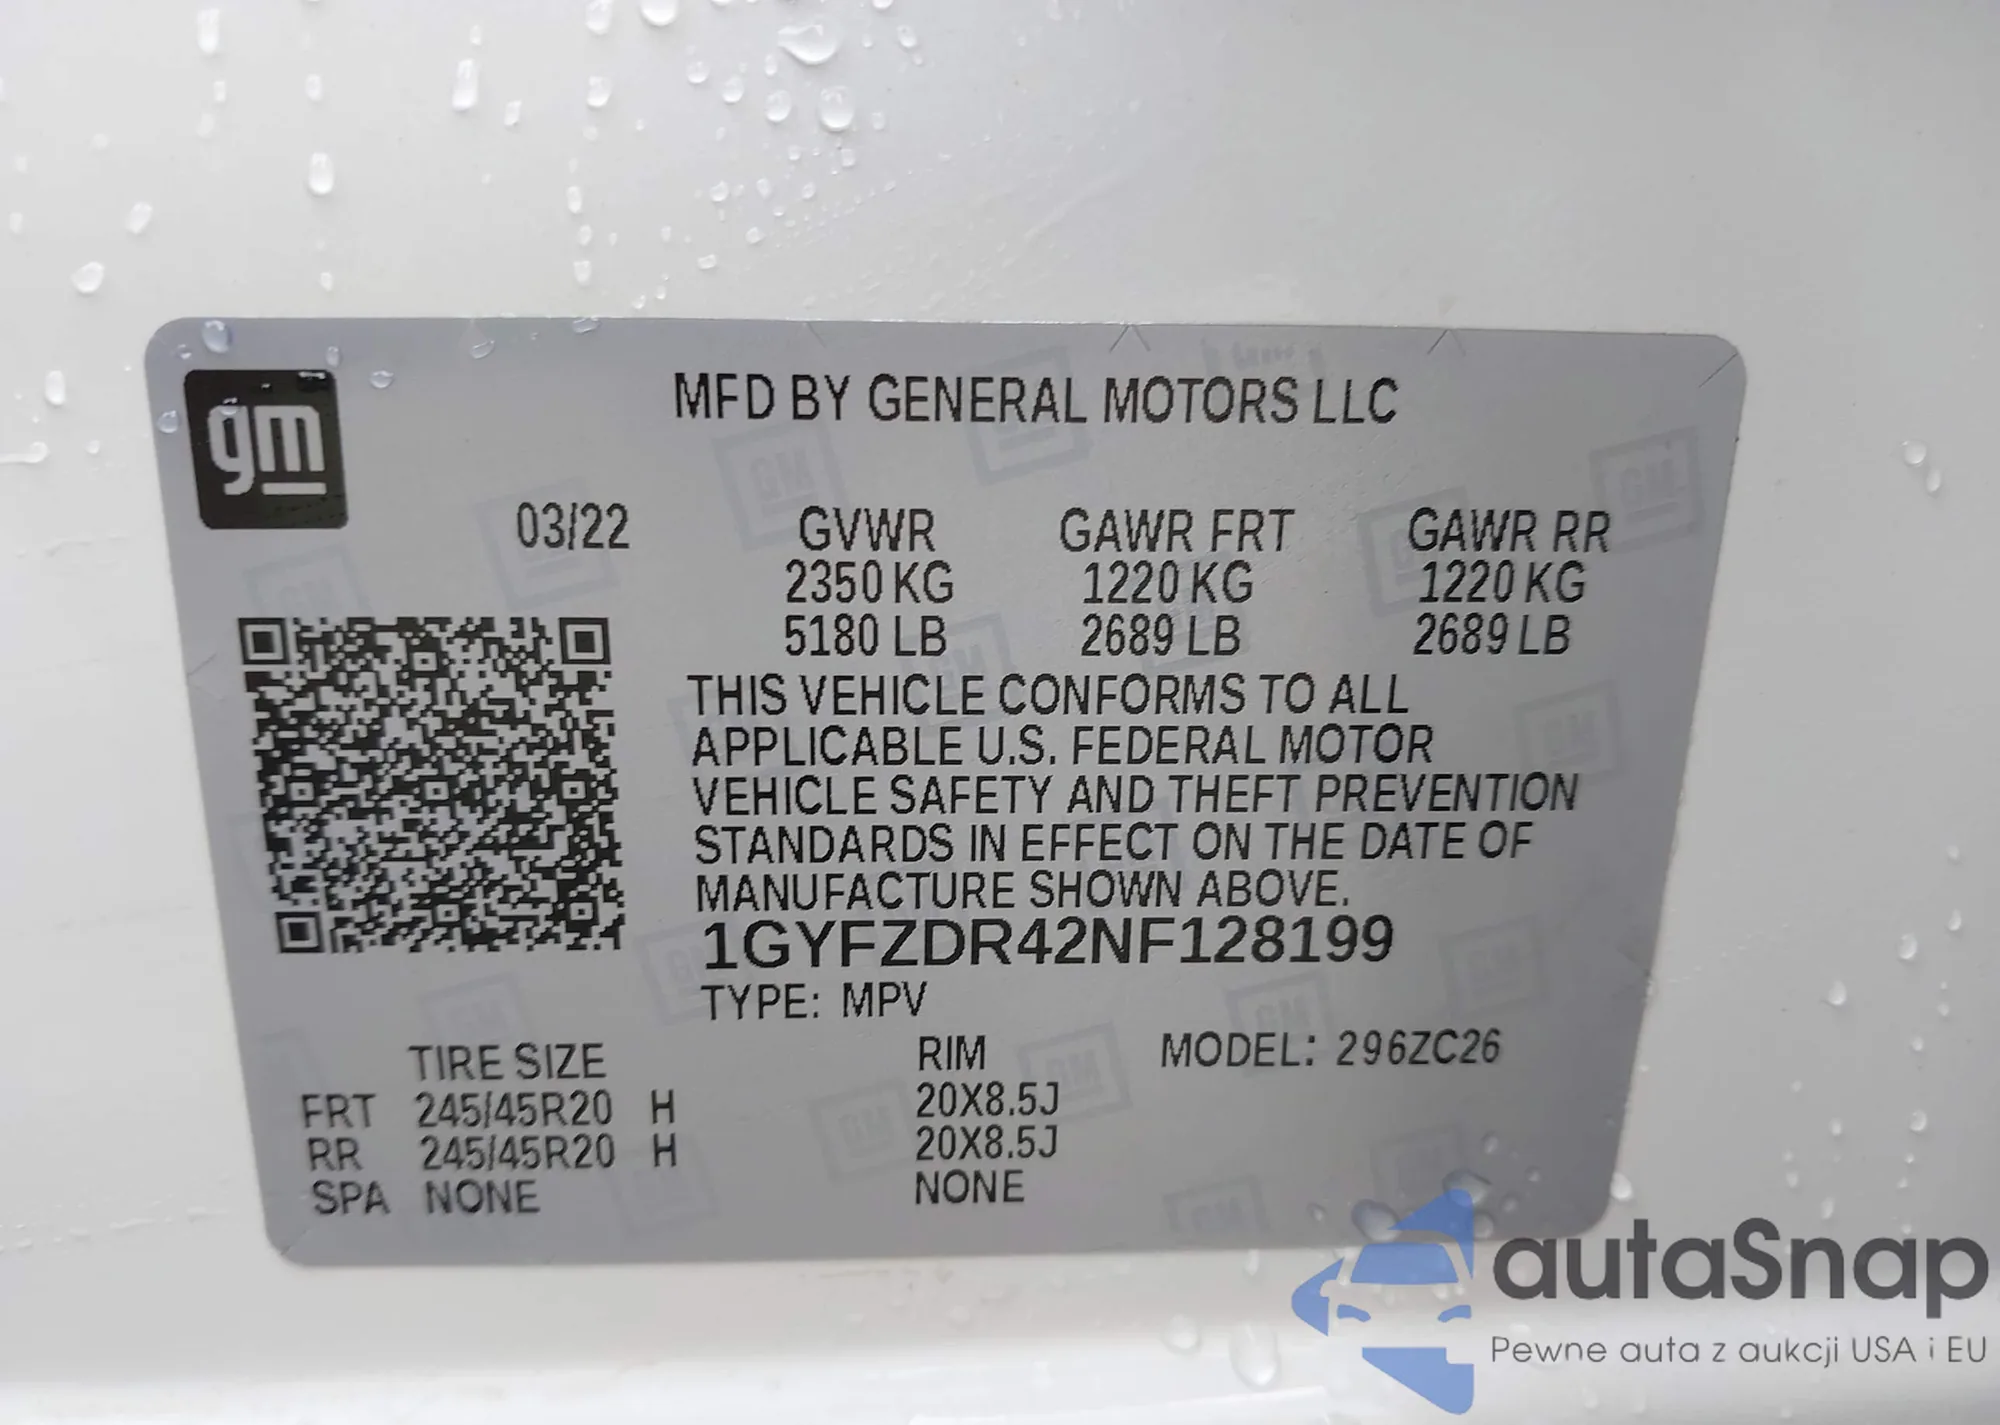 gm
MFD BY GENERAL MOTORS LLC
03/22 GVWR GAWR FRT GAWR RR
2350 KG 1220 KG 1220 KG
5180 LB 2689 LB 2689 LB
THIS VEHICLE CONFORMS TO ALL
APPLICABLE U.S. FEDERAL MOTOR
VEHICLE SAFETY AND THEFT PREVENTION
STANDARDS IN EFFECT ON THE DATE OF
MANUFACTURE SHOWN ABOVE.
1GYFZDR42NF128199
TYPE: MPV
TIRE SIZE RIM MODEL: 296ZC26
FRT 245/45R20 H 20X8.5J
RR 245/45R20 H 20X8.5J
SPA NONE NONE
autaSnap
Pewne auta z aukcji USA i EU